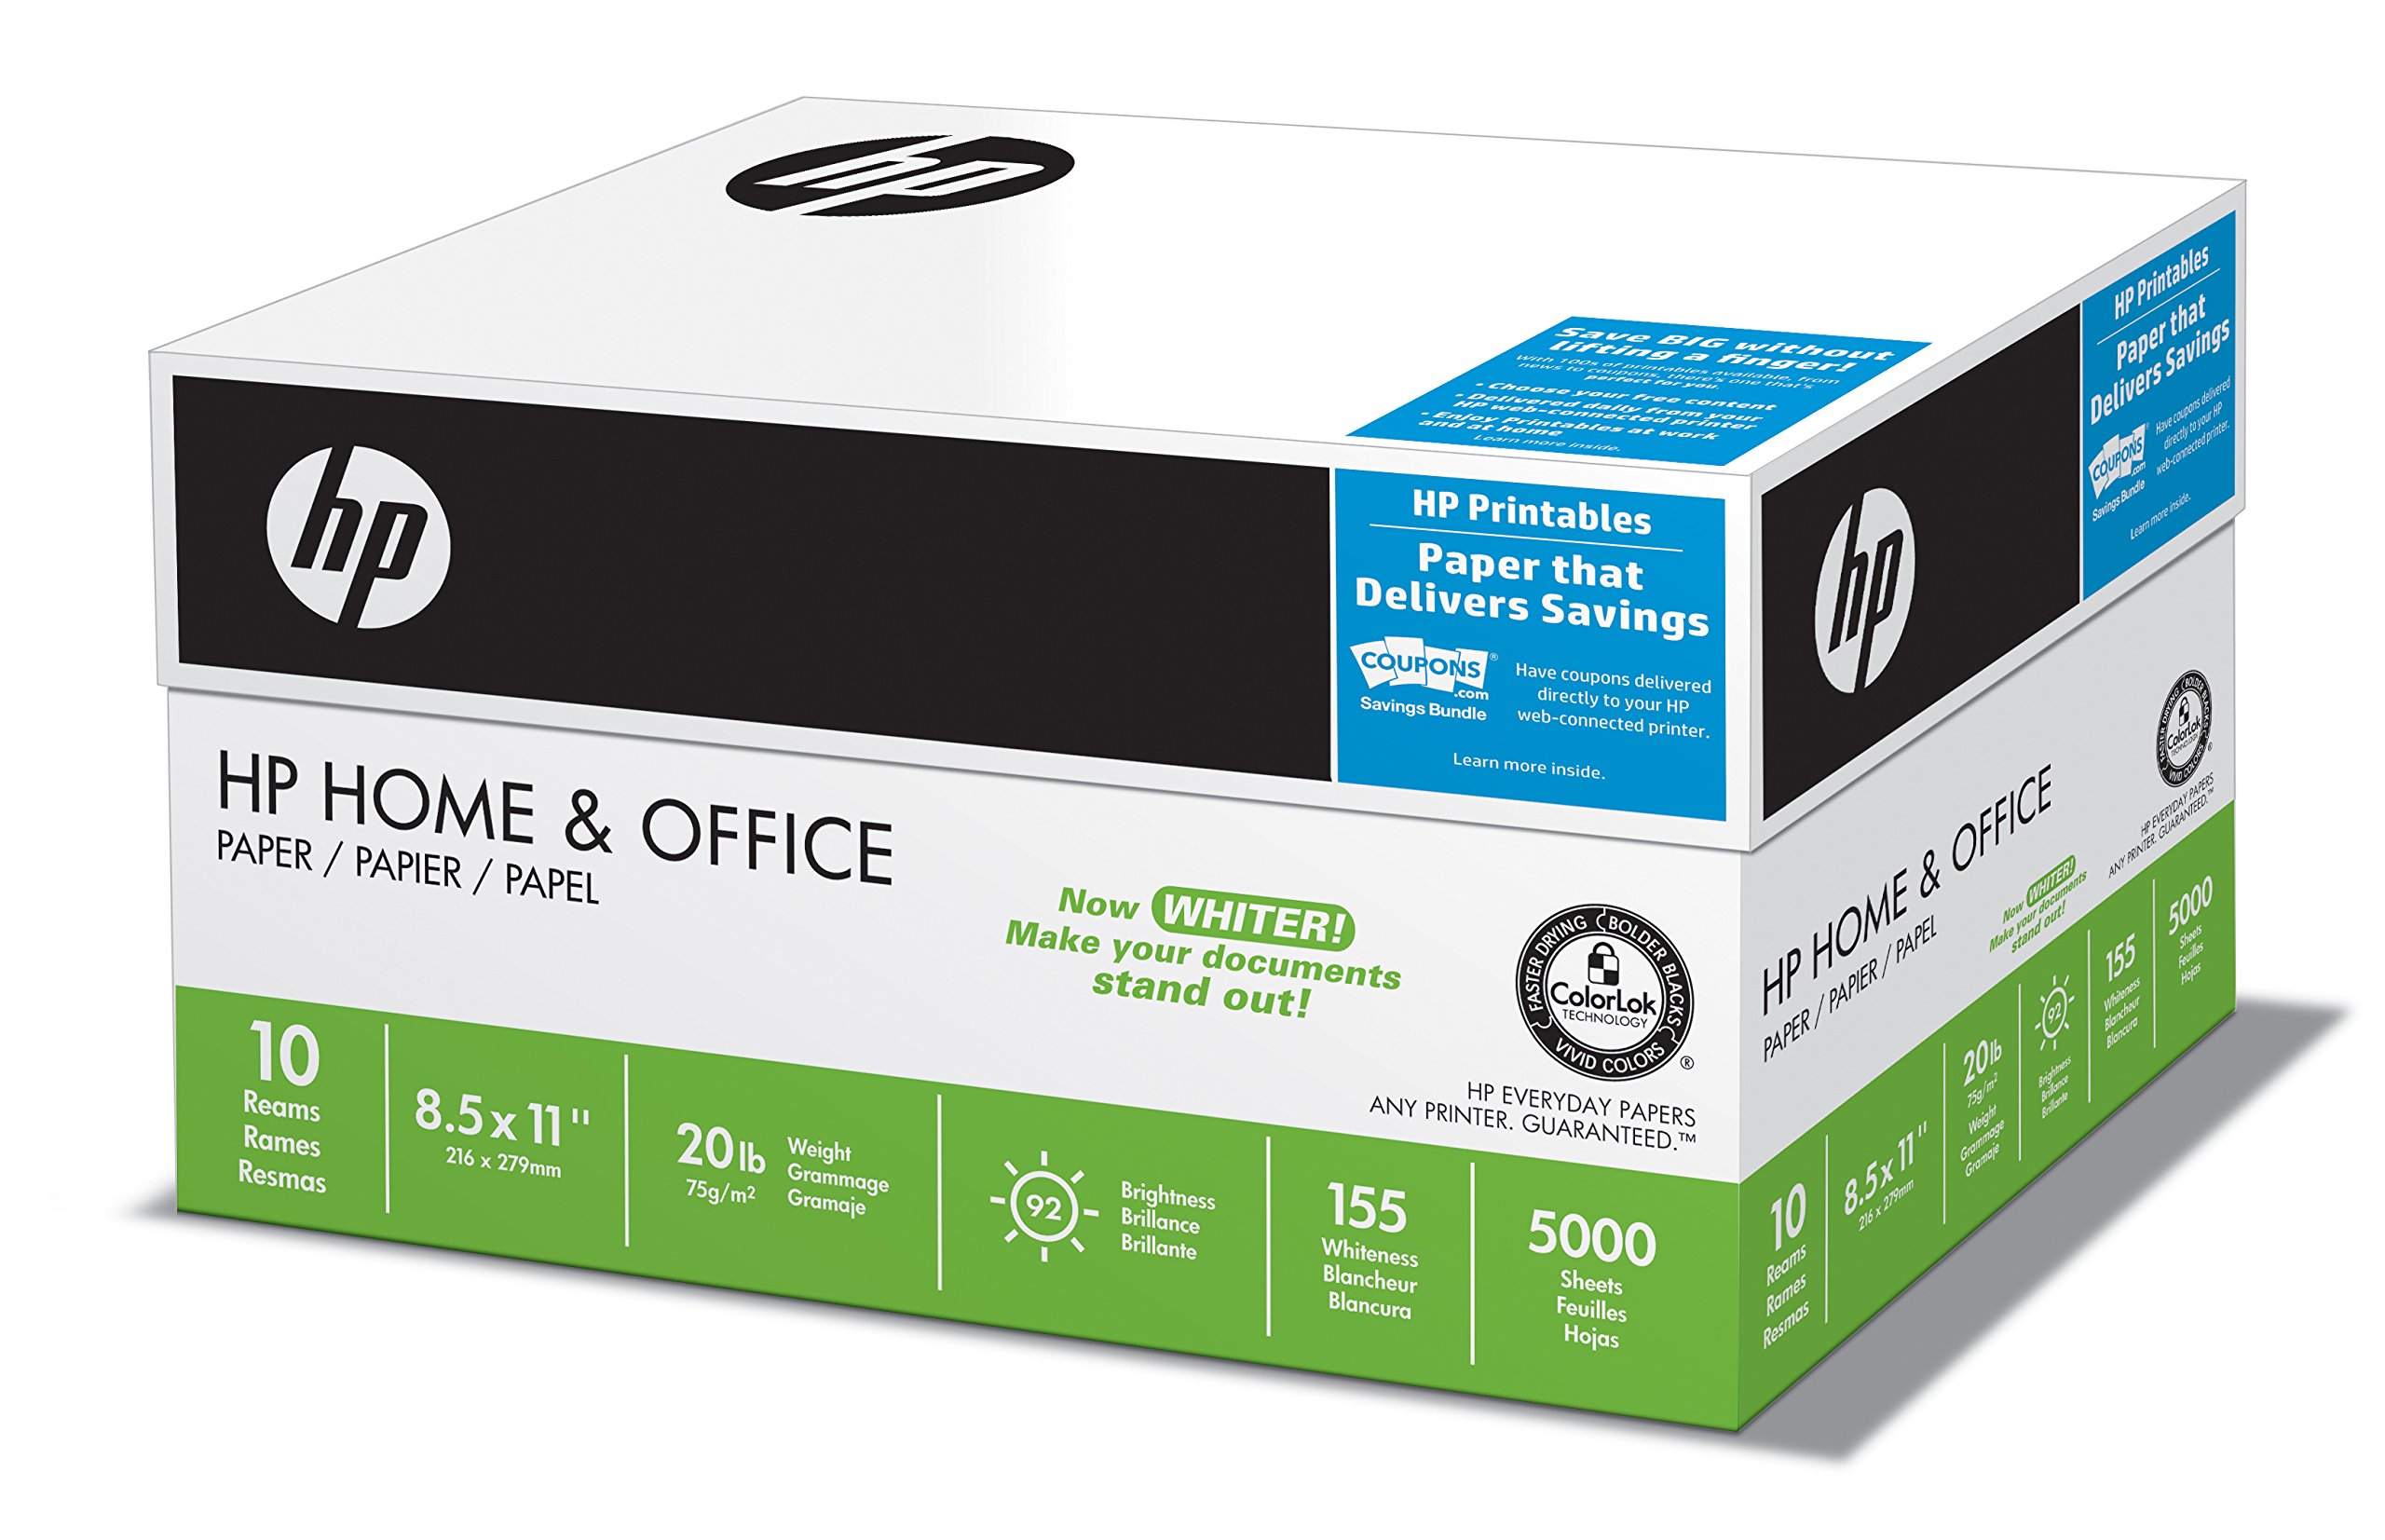 hp
Save BIG without
lifting a finger!
With 100s of printables available, from
news to coupons, there's one that's
perfect for you.
• Choose your free content
• Delivered daily from your
HP web-connected printer
• Enjoy Printables at work
and at home
Learn more inside.
hp
HP Printables
Paper that
Delivers Savings
COUPONS®
.com
Savings Bundle
Have coupons delivered
directly to your HP
web-connected printer.
Learn more inside.
HP HOME & OFFICE
PAPER / PAPIER / PAPEL
Now WHITER!
Make your documents
stand out!
FASTER DRYING
BOLDER BLACKS
VIVID COLORS
ColorLok
TECHNOLOGY
®
HP EVERYDAY PAPERS
ANY PRINTER. GUARANTEED.™
10
Reams
Rames
Resmas
8.5 x 11"
216 x 279mm
20lb
75g/m²
Weight
Grammage
Gramaje
92
Brightness
Brillance
Brillante
155
Whiteness
Blancheur
Blancura
5000
Sheets
Feuilles
Hojas
hp
HP Printables
Paper that
Delivers Savings
COUPONS®
.com
Savings Bundle
Have coupons delivered
directly to your HP
web-connected printer.
Learn more inside.
HP HOME & OFFICE
PAPER / PAPIER / PAPEL
Now WHITER!
Make your documents
stand out!
FASTER DRYING
BOLDER BLACKS
VIVID COLORS
ColorLok
TECHNOLOGY
®
HP EVERYDAY PAPERS
ANY PRINTER. GUARANTEED.™
10
Reams
Rames
Resmas
8.5 x 11"
216 x 279mm
20lb
75g/m²
Weight
Grammage
Gramaje
92
Brightness
Brillance
Brillante
155
Whiteness
Blancheur
Blancura
5000
Sheets
Feuilles
Hojas